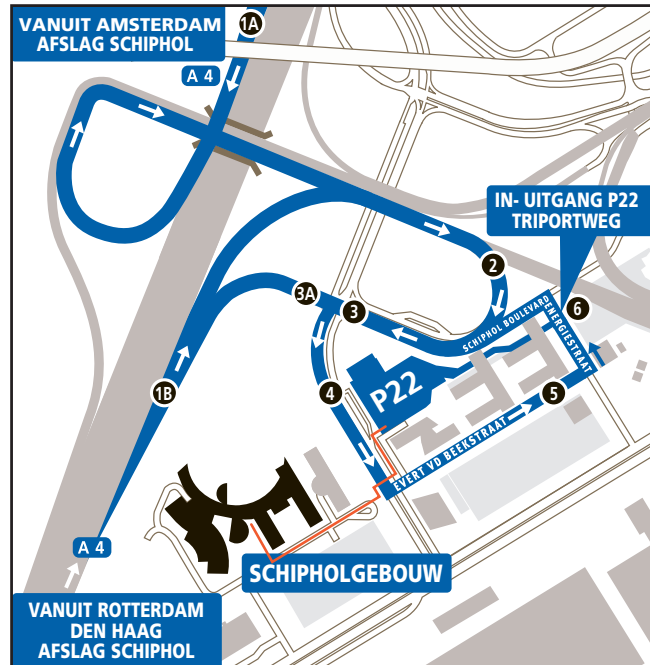 VANUIT AMSTERDAM
AFSLAG SCHIPHOL
1A
A 4
IN- UITGANG P22
TRIPORTWEG
2
3A
3
6
SCHIPHOL BOULEVARD
ENERGIESTRAAT
1B
4
P22
5
EVERT VD BEEKSTRAAT
A 4
SCHIPHOLGEBOUW
VANUIT ROTTERDAM
DEN HAAG
AFSLAG SCHIPHOL